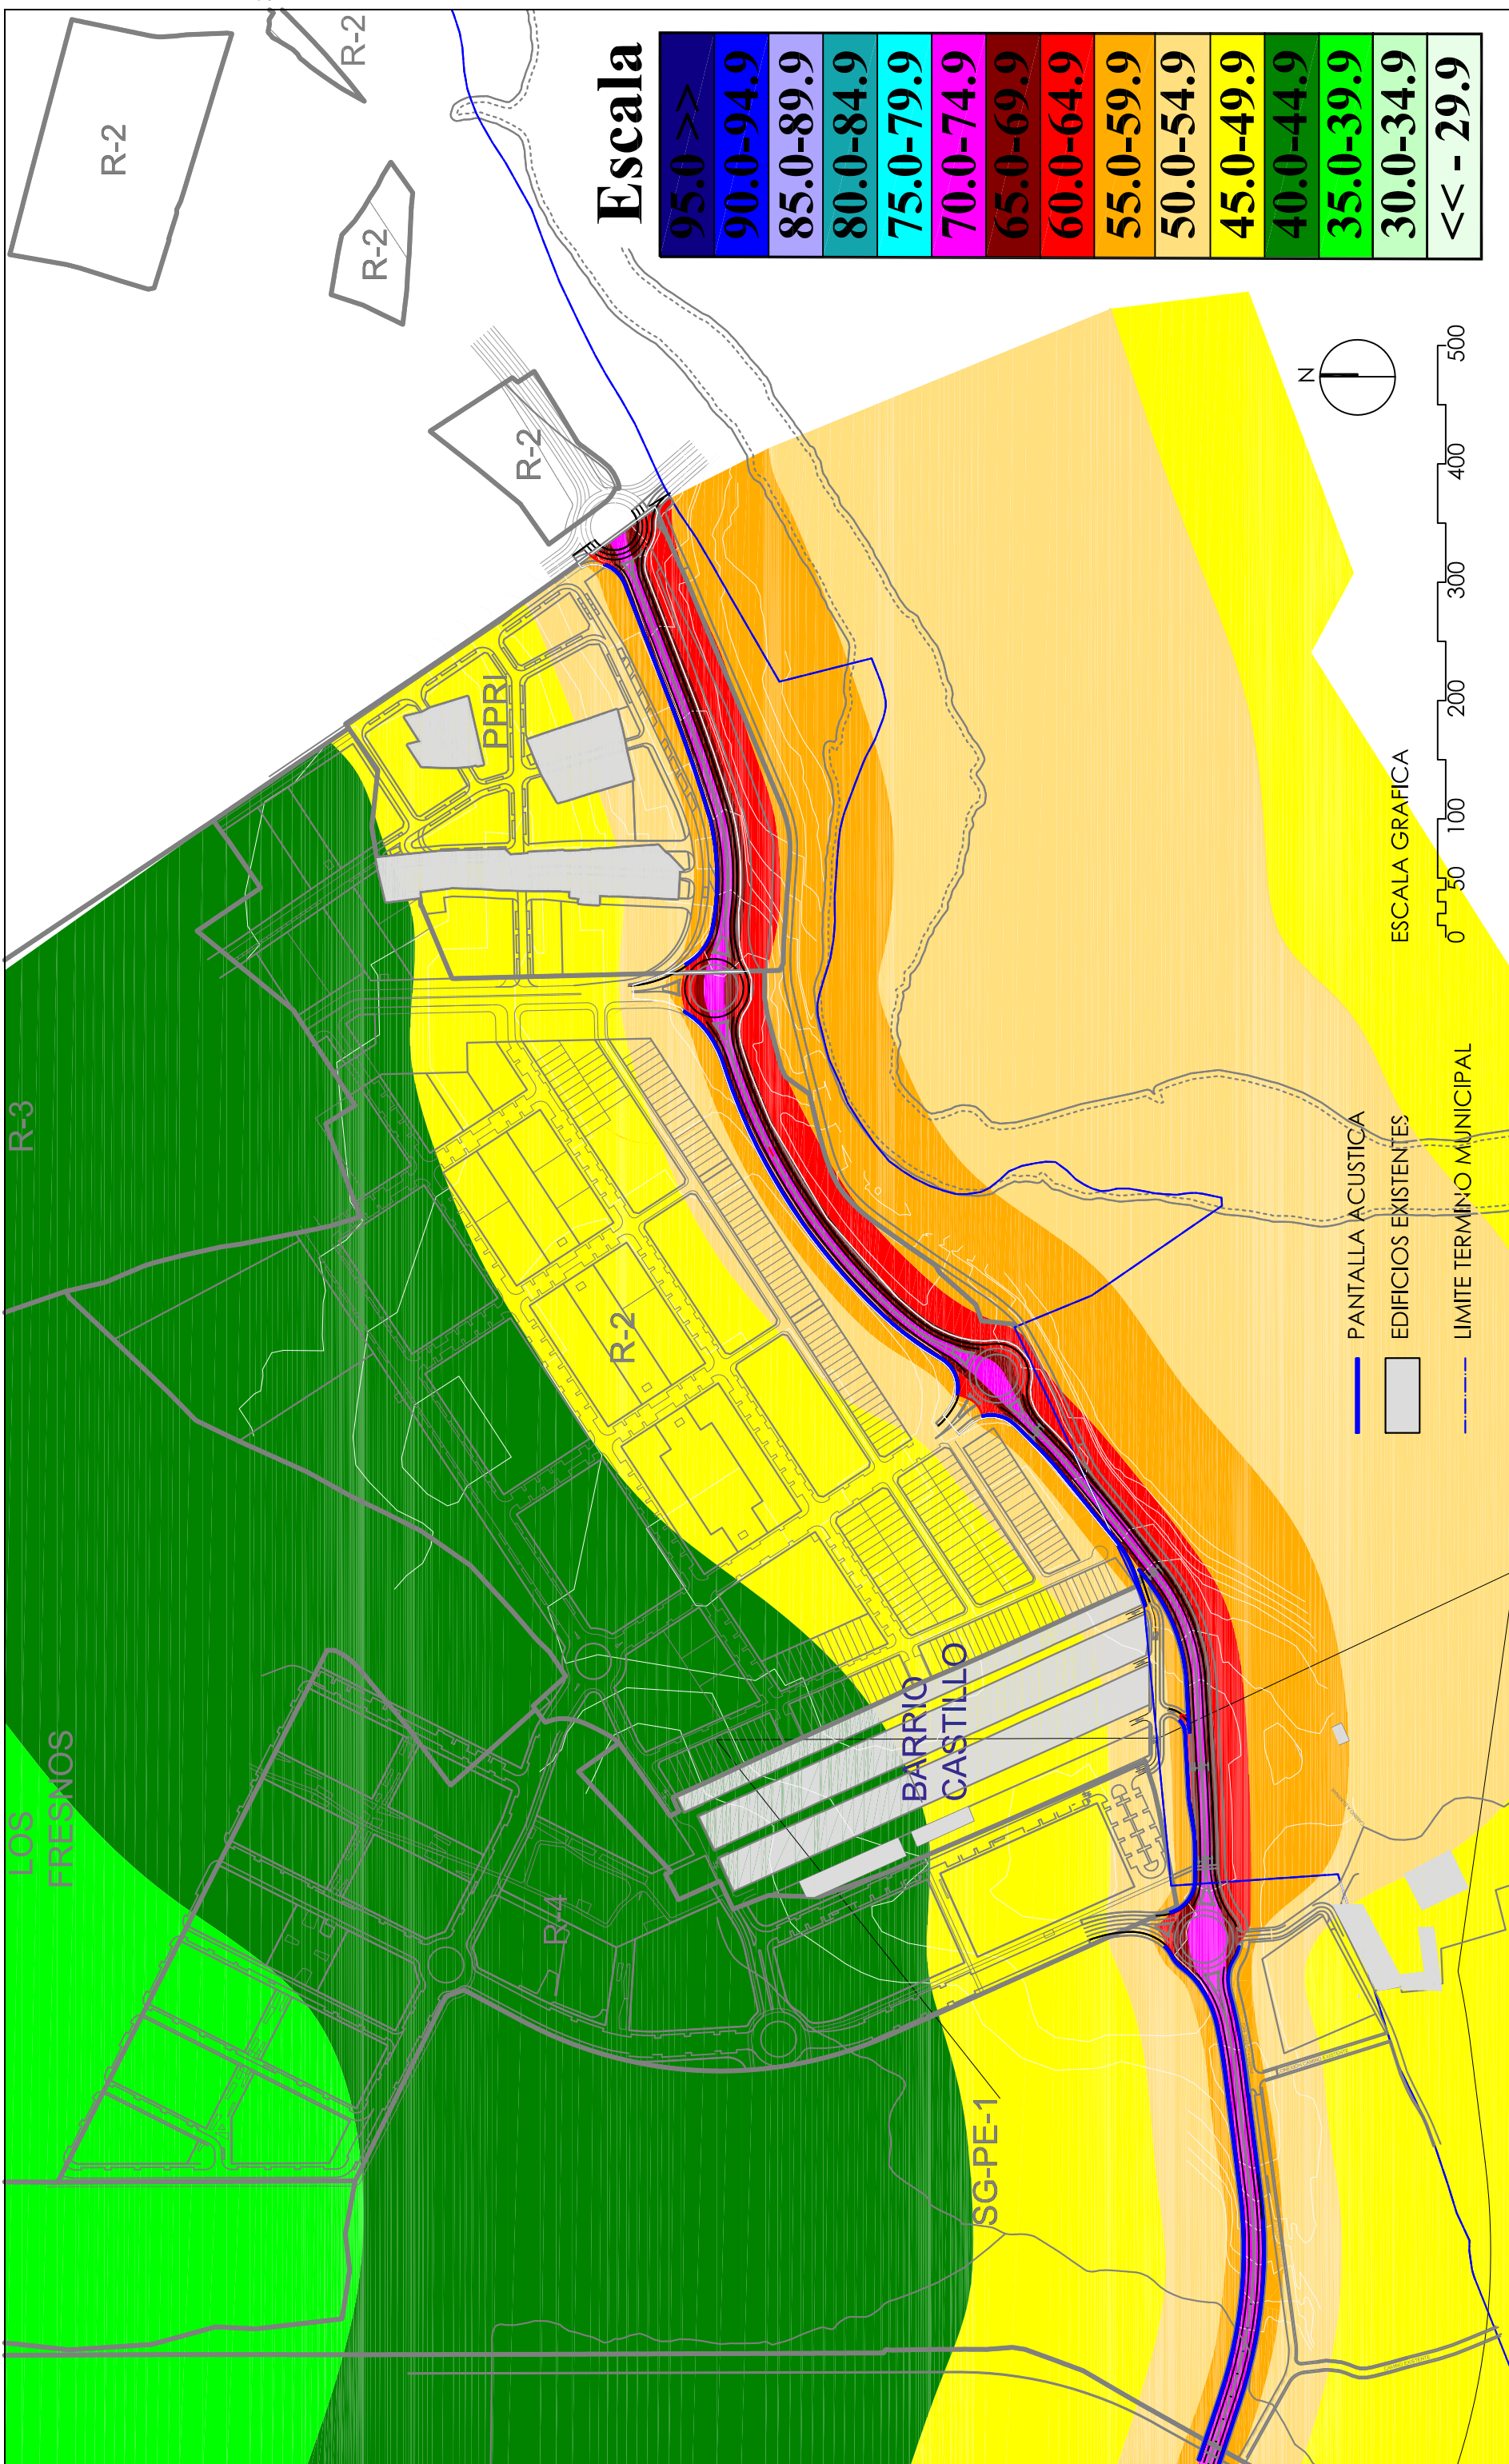 Escala
95.0 >>
90.0-94.9
85.0-89.9
80.0-84.9
75.0-79.9
70.0-74.9
65.0-69.9
60.0-64.9
55.0-59.9
50.0-54.9
45.0-49.9
40.0-44.9
35.0-39.9
30.0-34.9
<< - 29.9
R-2
R-2
R-2
R-2
PPRI
R-3
R-2
LOS
FRESNOS
R-4
BARRIO
CASTILLO
SG-PE-1
N
ESCALA GRAFICA
0 50 100 200 300 400 500
PANTALLA ACUSTICA
EDIFICIOS EXISTENTES
LIMITE TERMINO MUNICIPAL